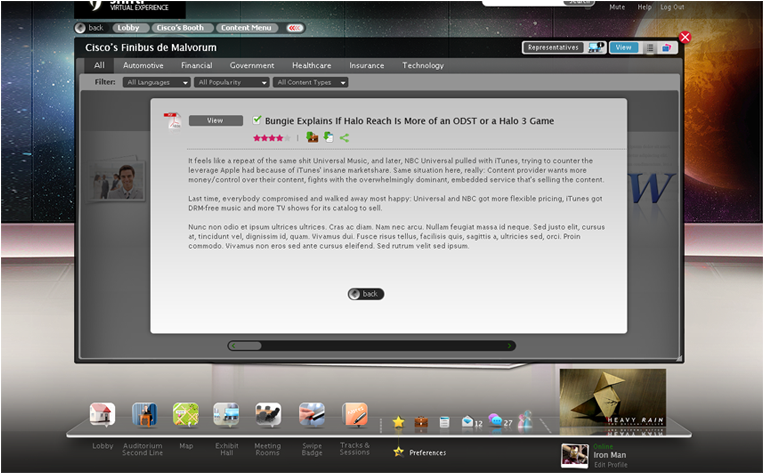 VIRTUAL EXPERIENCE
Search
Mute Help Log Out
back Lobby Cisco's Booth Content Menu
Cisco's Finibus de Malvorum
Representatives View
All Automotive Financial Government Healthcare Insurance Technology
Filter: All Languages All Popularity All Content Types
View Bungie Explains If Halo Reach Is More of an ODST or a Halo 3 Game
1
It feels like a repeat of the same shit Universal Music, and later, NBC Universal pulled with iTunes, trying to counter the
leverage Apple had because of iTunes' insane marketshare. Same situation here, really: Content provider wants more
money/control over their content, fights with the overwhelmingly dominant, embedded service that's selling the content.
Last time, everybody compromised and walked away most happy: Universal and NBC got more flexible pricing, iTunes got
DRM-free music and more TV shows for its catalog to sell.
Nunc non odio et ipsum ultrices ultrices. Cras ac diam. Nam nec arcu. Nullam feugiat massa id neque. Sed justo elit, cursus
at, tincidunt vel, dignissim id, quam. Vivamus dui. Fusce risus tellus, facilisis quis, sagittis a, ultricies sed, orci. Proin
commodo. Vivamus non eros sed ante cursus eleifend. Sed rutrum velit sed ipsum.
back
HEAVY RAIN
12 27
Lobby Auditorium Map Exhibit Meeting Swipe Tracks &
Second Line Hall Rooms Badge Sessions
Preferences
Online
Iron Man
Edit Profile